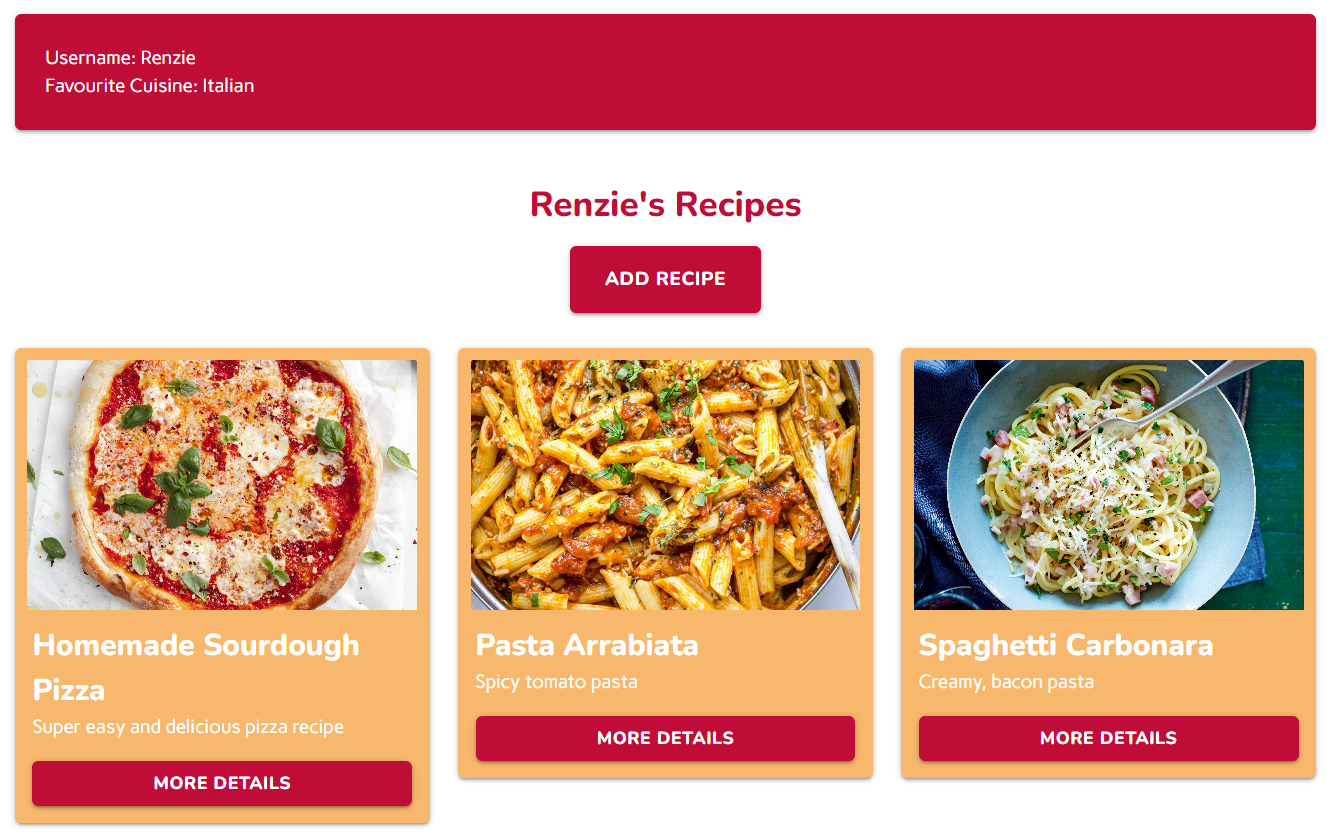 Username: Renzie
Favourite Cuisine: Italian
Renzie's Recipes
ADD RECIPE
Homemade Sourdough
Pizza
Super easy and delicious pizza recipe
MORE DETAILS
Pasta Arrabiata
Spicy tomato pasta
MORE DETAILS
Spaghetti Carbonara
Creamy, bacon pasta
MORE DETAILS